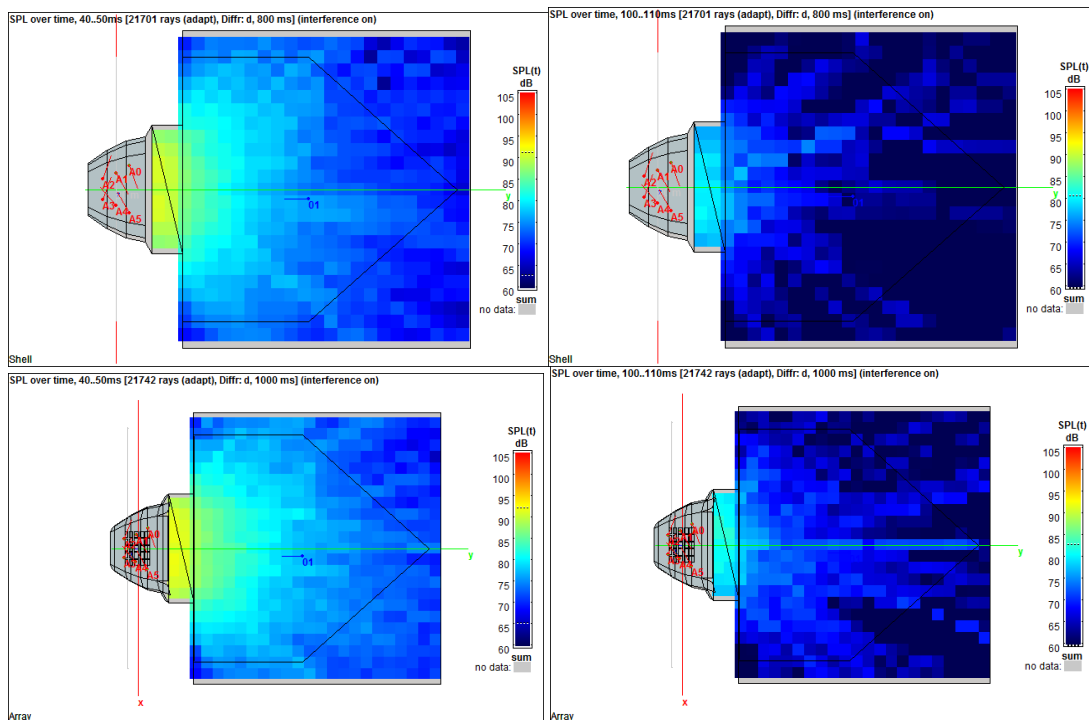 SPL over time, 40..50ms [21701 rays (adapt), Diffr: d, 800 ms] (interference on)
SPL(t)
dB
105
100
95
90
85
80
75
70
65
60
sum
no data:
A0
A1
A2
A3
A4
A5
01
y
Shell
SPL over time, 100..110ms [21701 rays (adapt), Diffr: d, 800 ms] (interference on)
SPL(t)
dB
105
100
95
90
85
80
75
70
65
60
sum
no data:
A0
A1
A2
A3
A4
A5
01
y
Shell
SPL over time, 40..50ms [21742 rays (adapt), Diffr: d, 1000 ms] (interference on)
SPL(t)
dB
105
100
95
90
85
80
75
70
65
60
sum
no data:
A0
A5
01
y
x
Array
SPL over time, 100..110ms [21742 rays (adapt), Diffr: d, 1000 ms] (interference on)
SPL(t)
dB
105
100
95
90
85
80
75
70
65
60
sum
no data:
A0
A5
y
x
Array